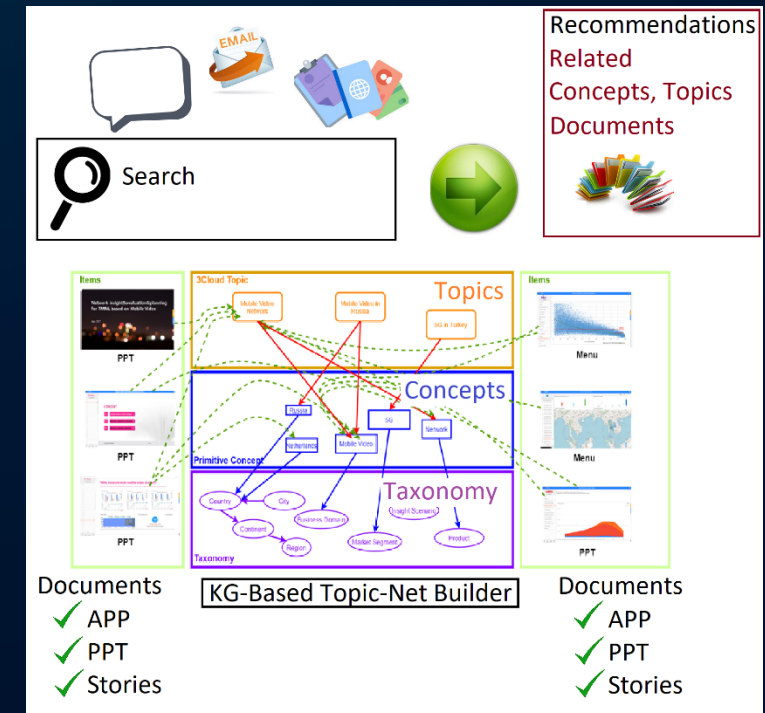 EMAIL
Recommendations
Related
Concepts, Topics
Documents
Search
Items
3Cloud Topic
Topics
Items
Mobile Video
Network
Mobile Video in
Russia
5G in Turkey
PPT
Menu
Concepts
Russia
5G
Network
Netherlands
Mobile Video
Primitive Concept
PPT
Menu
Taxonomy
Country
City
Business Domain
Insight Scenario
Continent
Region
Market Segment
Product
Taxonomy
PPT
PPT
Documents
KG-Based Topic-Net Builder
Documents
APP
APP
PPT
PPT
Stories
Stories